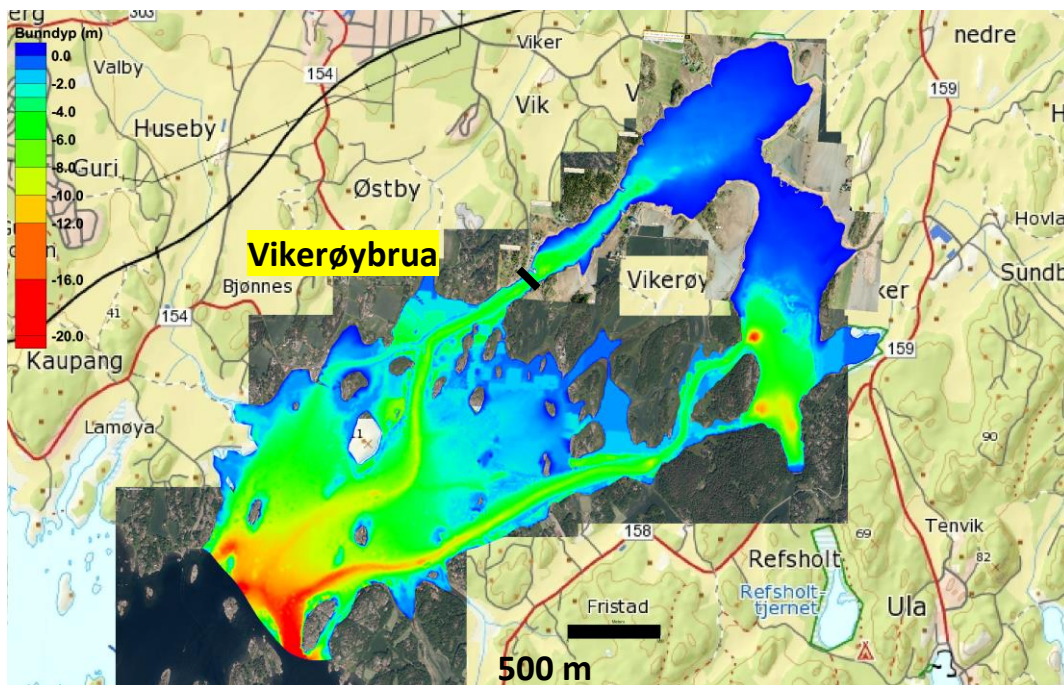 erg
303
Bunndyp (m)
0.0
-2.0
-4.0
-6.0
-8.0
-10.0
-12.0
-16.0
-20.0
Valby
Huseby
Guri
154
Viker
Vik
V
nedre
159
H
Østby
Hovla
Vikerøybrua
Bjønnes
Vikerøy
ker
Sundb
41
154
Kaupang
159
Lamøya
11
90
158
69
Tenvik
Refsholt
82
Refsholt-
tjernet
Ula
Fristad
500 m